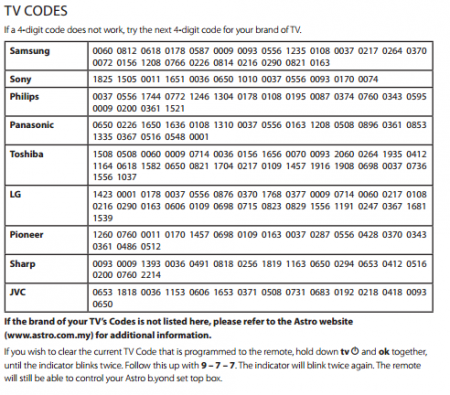 TV CODES
If a 4-digit code does not work, try the next 4-digit code for your brand of TV.
Samsung 0060 0812 0618 0178 0587 0009 0093 0556 1235 0108 0037 0217 0264 0370
0072 0156 1208 0766 0226 0814 0216 0290 0821 0163
Sony 1825 1505 0011 1651 0036 0650 1010 0037 0556 0093 0170 0074
Philips 0037 0556 1744 0772 1246 1304 0178 0108 0195 0087 0374 0760 0343 0595
0009 0200 0361 1521
Panasonic 0650 0226 1650 1636 0108 1310 0037 0556 0163 1208 0508 0896 0361 0853
1335 0367 0516 0548 0001
Toshiba 1508 0508 0060 0009 0714 0036 0156 1656 0070 0093 2060 0264 1935 0412
1164 0618 1582 0650 0821 1704 0217 0109 1457 1916 1908 0698 0037 0736
1556 1037
LG 1423 0001 0178 0037 0556 0876 0370 1768 0377 0009 0714 0060 0217 0108
0216 0290 0163 0606 0109 0698 0715 0823 0829 1556 1191 0247 0367 1681
1539
Pioneer 1260 0760 0011 0170 1457 0698 0109 0163 0037 0287 0556 0428 0370 0343
0361 0486 0512
Sharp 0093 0009 1393 0036 0491 0818 0256 1819 1163 0650 0294 0653 0412 0516
0200 0760 2214
JVC 0653 1818 0036 1153 0606 1653 0371 0508 0731 0683 0192 0218 0418 0093
0650
If the brand of your TV's Codes is not listed here, please refer to the Astro website
(www.astro.com.my) for additional information.
If you wish to clear the current TV Code that is programmed to the remote, hold down tv and ok together,
until the indicator blinks twice. Follow this up with 9 – 7 – 7. The indicator will blink twice again. The remote
will still be able to control your Astro b.yond set top box.